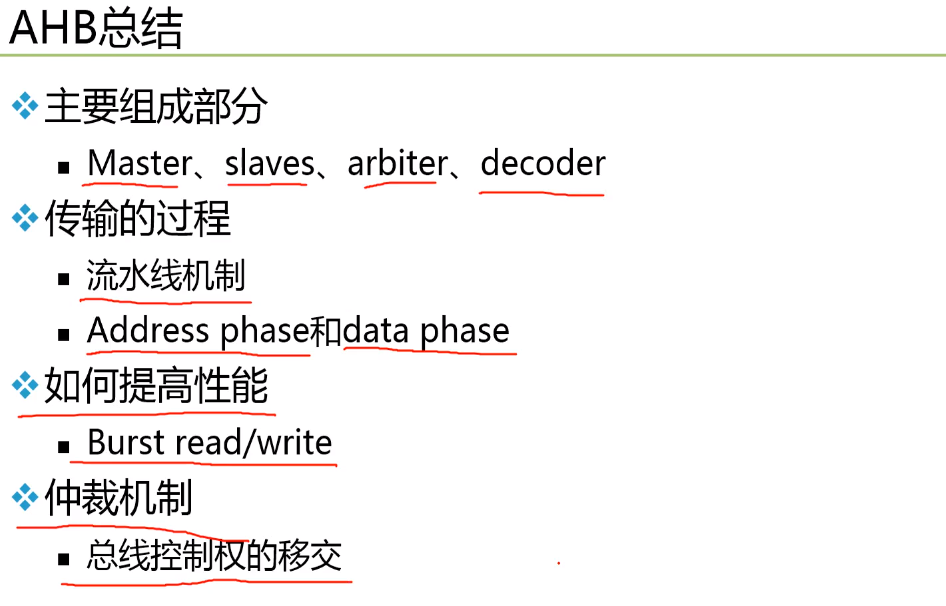 AHB总结
主要组成部分
Master、slaves、arbiter、decoder
传输的过程
流水线机制
Address phase和data phase
如何提高性能
Burst read/write
仲裁机制
总线控制权的移交